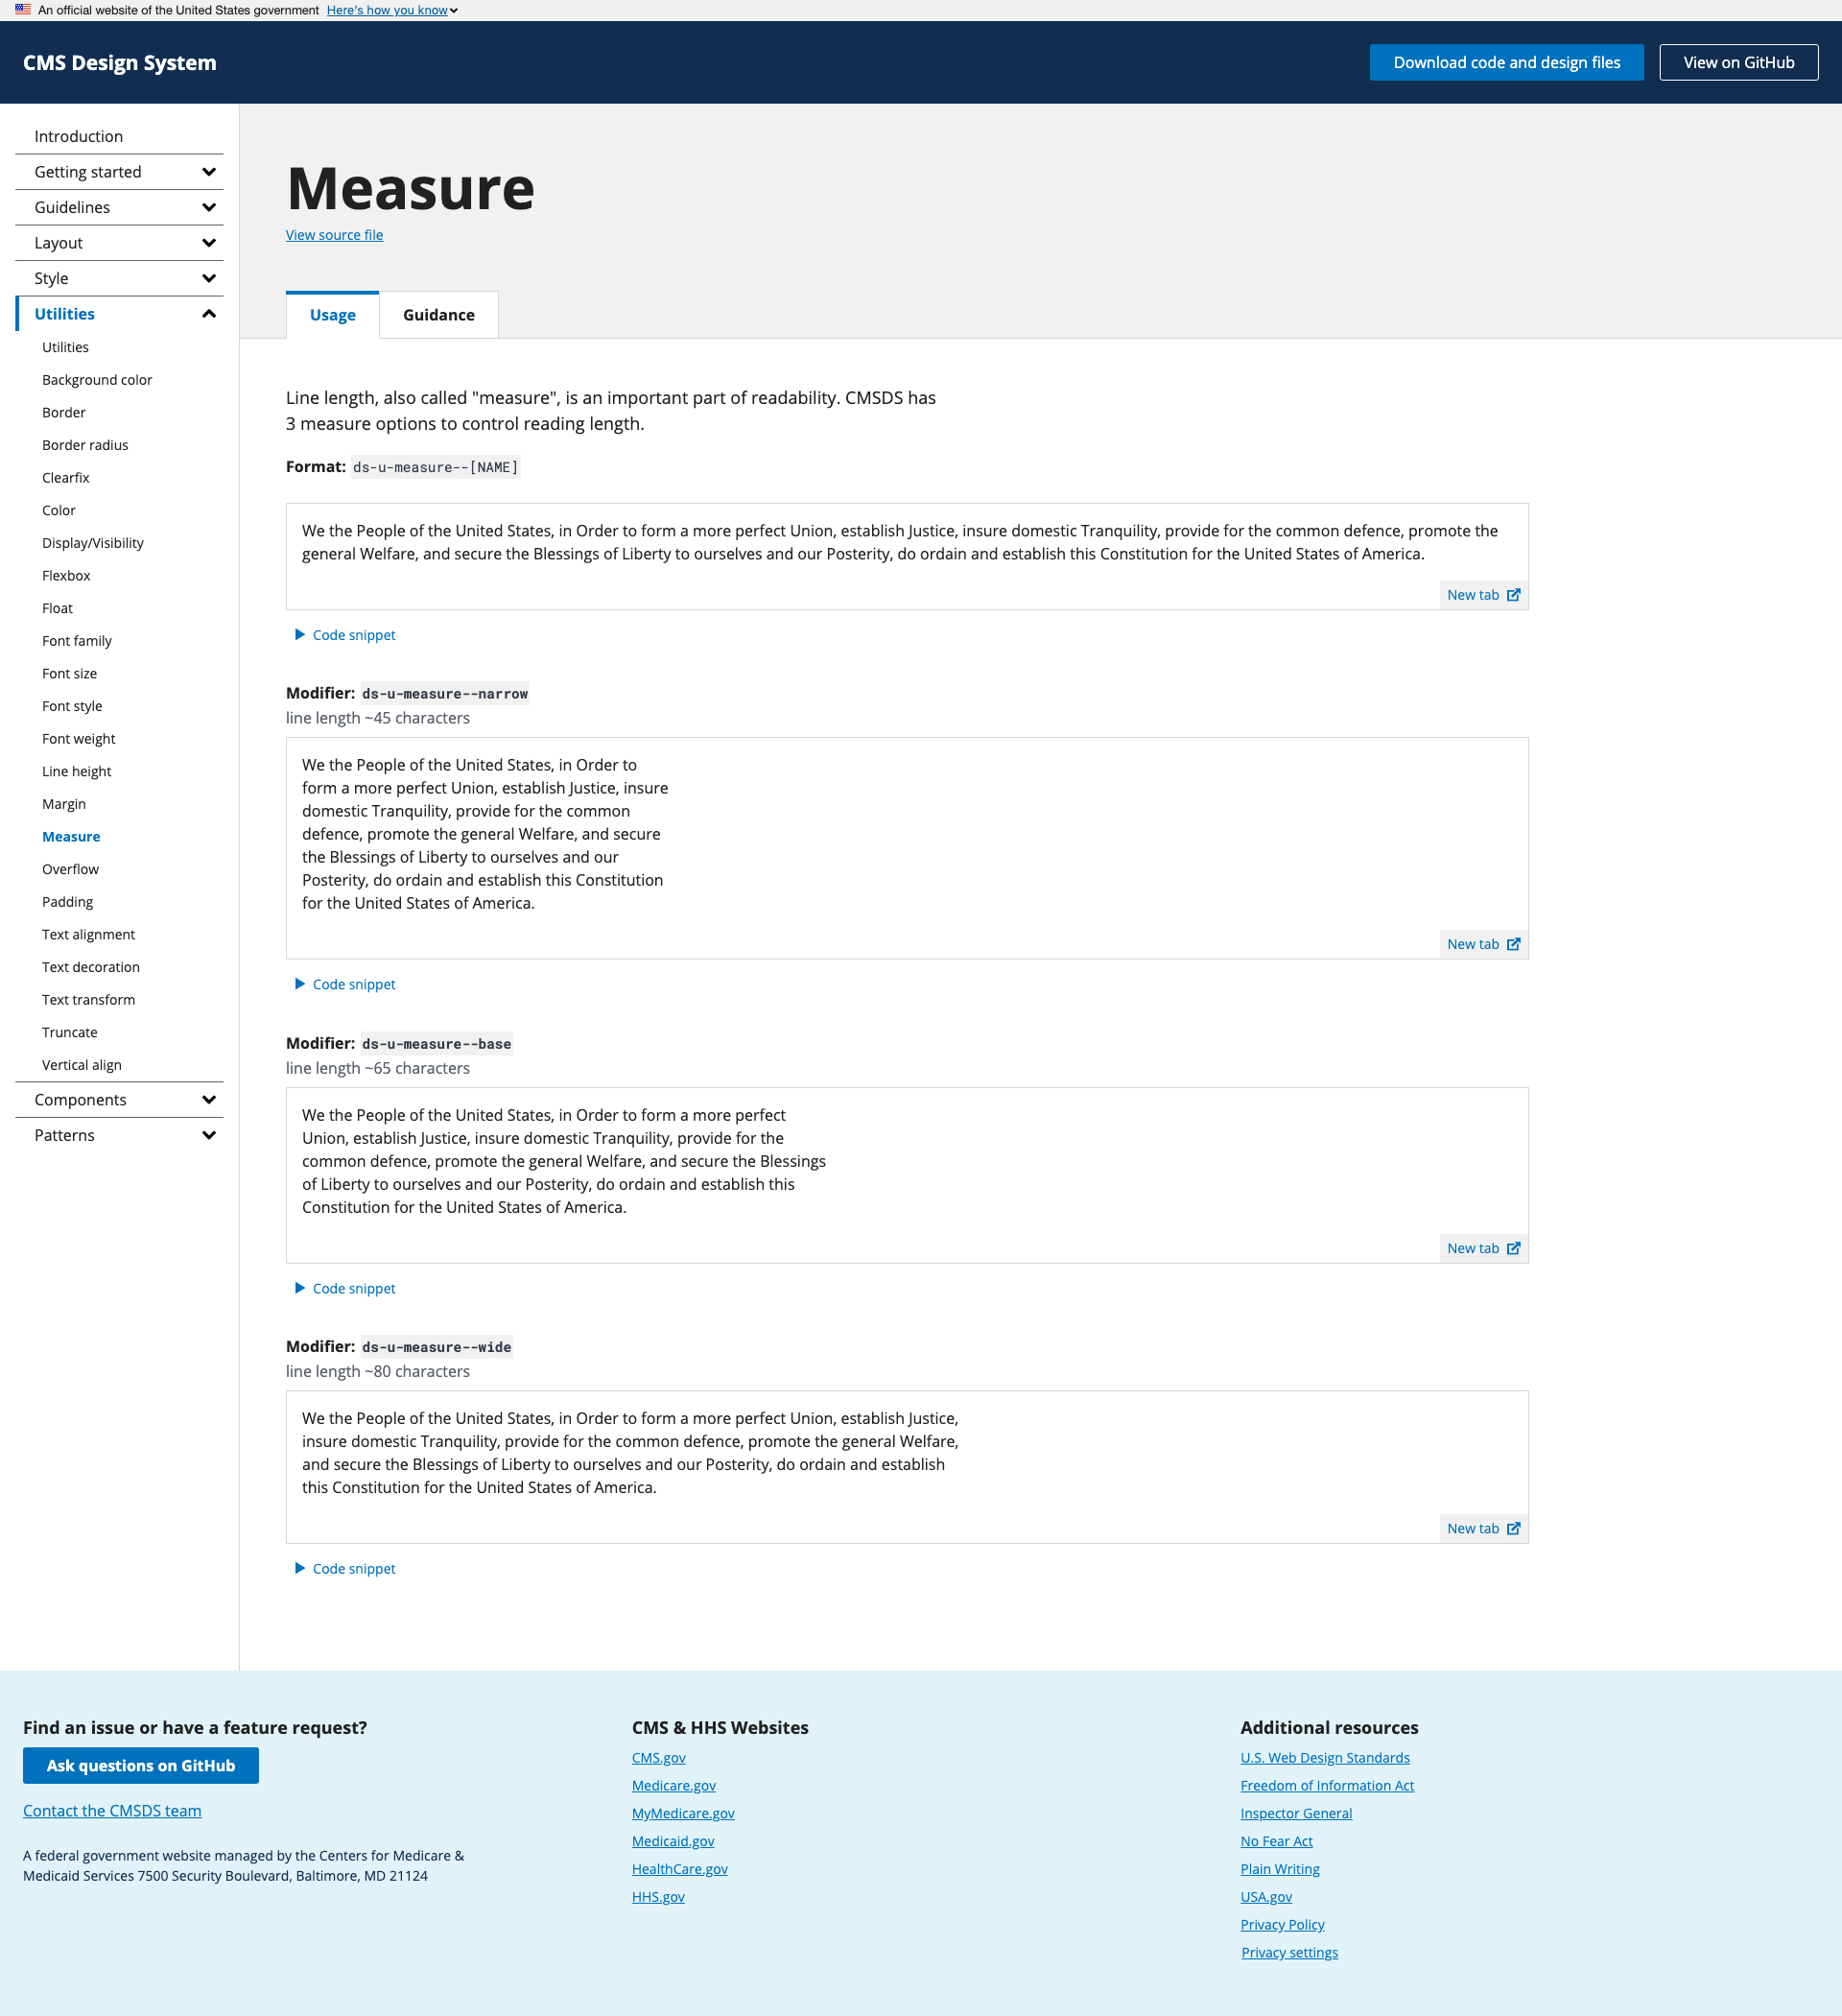 An official website of the United States government Here's how you know
CMS Design System
Download code and design files
View on GitHub
Introduction
Getting started
Guidelines
Layout
Style
Utilities
Utilities
Background color
Border
Border radius
Clearfix
Color
Display/Visibility
Flexbox
Float
Font family
Font size
Font style
Font weight
Line height
Margin
Measure
Overflow
Padding
Text alignment
Text decoration
Text transform
Truncate
Vertical align
Components
Patterns
Measure
View source file
Usage
Guidance
Line length, also called "measure", is an important part of readability. CMSDS has
3 measure options to control reading length.
Format: ds-u-measure--[NAME]
We the People of the United States, in Order to form a more perfect Union, establish Justice, insure domestic Tranquility, provide for the common defence, promote the
general Welfare, and secure the Blessings of Liberty to ourselves and our Posterity, do ordain and establish this Constitution for the United States of America.
New tab
Code snippet
Modifier: ds-u-measure--narrow
line length ~45 characters
We the People of the United States, in Order to
form a more perfect Union, establish Justice, insure
domestic Tranquility, provide for the common
defence, promote the general Welfare, and secure
the Blessings of Liberty to ourselves and our
Posterity, do ordain and establish this Constitution
for the United States of America.
New tab
Code snippet
Modifier: ds-u-measure--base
line length ~65 characters
We the People of the United States, in Order to form a more perfect
Union, establish Justice, insure domestic Tranquility, provide for the
common defence, promote the general Welfare, and secure the Blessings
of Liberty to ourselves and our Posterity, do ordain and establish this
Constitution for the United States of America.
New tab
Code snippet
Modifier: ds-u-measure--wide
line length ~80 characters
We the People of the United States, in Order to form a more perfect Union, establish Justice,
insure domestic Tranquility, provide for the common defence, promote the general Welfare,
and secure the Blessings of Liberty to ourselves and our Posterity, do ordain and establish
this Constitution for the United States of America.
New tab
Code snippet
Find an issue or have a feature request?
Ask questions on GitHub
Contact the CMSDS team
A federal government website managed by the Centers for Medicare &
Medicaid Services 7500 Security Boulevard, Baltimore, MD 21124
CMS & HHS Websites
CMS.gov
Medicare.gov
MyMedicare.gov
Medicaid.gov
HealthCare.gov
HHS.gov
Additional resources
U.S. Web Design Standards
Freedom of Information Act
Inspector General
No Fear Act
Plain Writing
USA.gov
Privacy Policy
Privacy settings